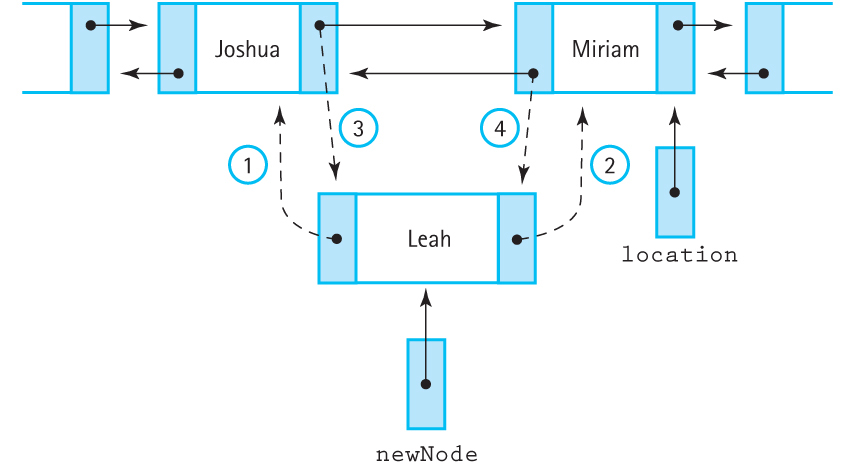 Joshua
Miriam
3
4
1
2
Leah
location
newNode